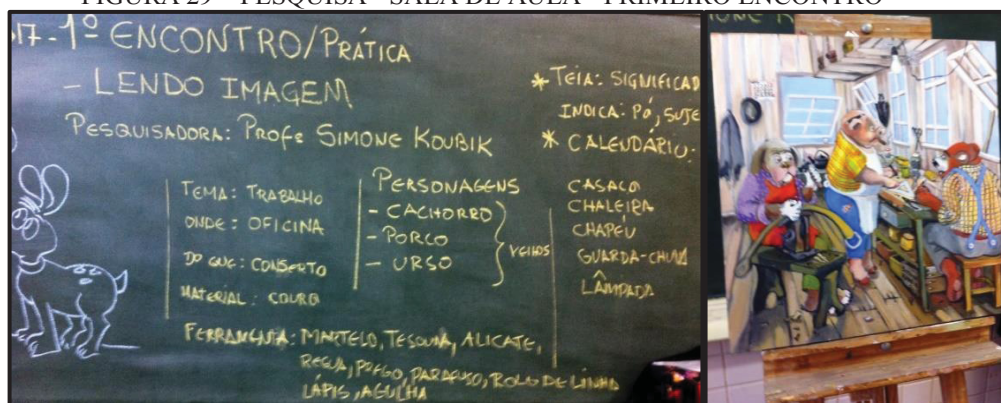 FIGURA 29 – PESQUISA - SALA DE AULA - PRIMEIRO ENCONTRO
17-1º ENCONTRO/PRÁTICA
- LENDO IMAGEM
PESQUISADORA: PROFª SIMONE KOUBIK
TEMA: TRABALHO
ONDE: OFICINA
DO QUE: CONSERTO
MATERIAL: COURO
PERSONAGENS
- CACHORRO
- PORCO
- URSO
VELHOS
CASACO
CHALEIRA
CHAPÉU
GUARDA-CHUVA
LÂMPADA
FERRAMENTA: MARTELO, TESOURA, ALICATE,
REGUA, PREGO, PARAFUSO, ROLO DE LINHA
LÁPIS, AGULHA
* TEIA: SIGNIFICAD
INDICA: PÓ, SUJE
* CALENDÁRIO: